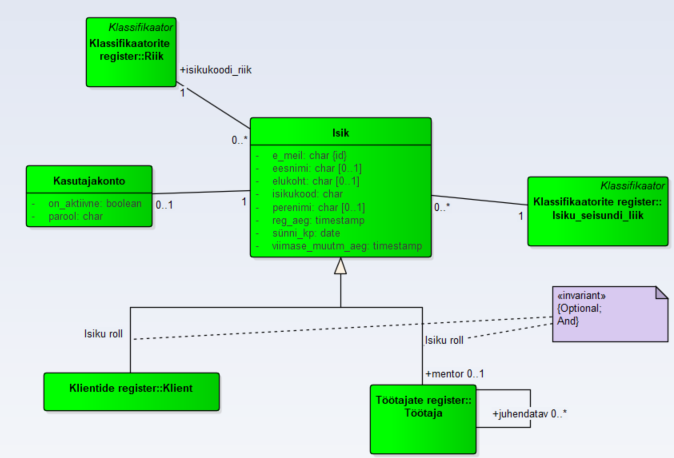 Klassifikaator
Klassifikaatorite
register::Riik
+isikukoodi_riik
1
0..*
Isik
- e_meil: char {id}
- eesnimi: char [0..1]
- elukoht: char [0..1]
- isikukood: char
- perenimi: char [0..1]
- reg_aeg: timestamp
- sünni_kp: date
- viimase_muutm_aeg: timestamp
Kasutajakonto
- on_aktiivne: boolean
- parool: char
0..1
1
0..*
1
Klassifikaator
Klassifikaatorite register::
Isiku_seisundi_liik
«invariant»
{Optional;
And}
Isiku roll
Isiku roll
Klientide register::Klient
+mentor 0..1
Töötajate register::
Töötaja
+juhendatav 0..*